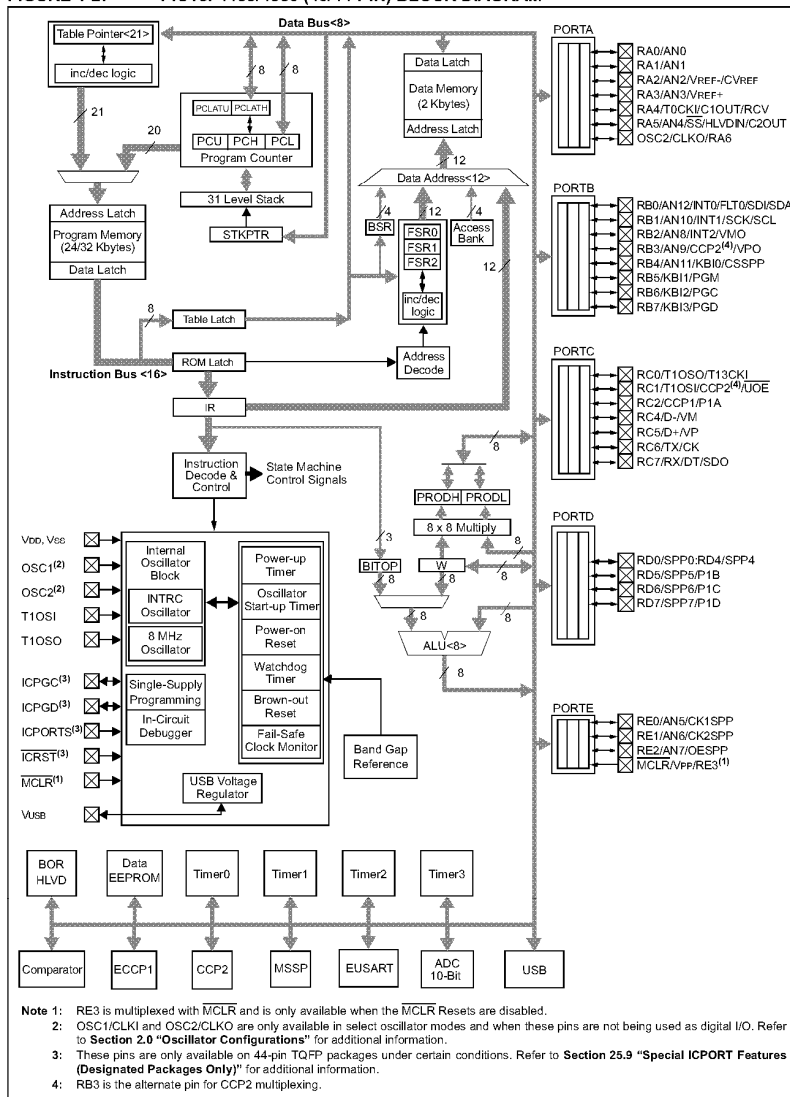 Data Bus<8>
Table Pointer<21>
inc/dec logic
21
20
8
8
PCLATU PCLATH
PCU PCH PCL
Program Counter
31 Level Stack
STKPTR
Data Latch
Data Memory
(2 Kbytes)
Address Latch
12
Data Address<12>
4
12
4
BSR
FSR0
FSR1
FSR2
Access
Bank
12
inc/dec
logic
Address Latch
Program Memory
(24/32 Kbytes)
Data Latch
8
Table Latch
ROM Latch
Address
Decode
Instruction Bus <16>
IR
Instruction
Decode &
Control
State Machine
Control Signals
8
PRODH PRODL
8 x 8 Multiply
3
8
BITOP
W
8
8
8
8
8
ALU<8>
8
VDD, VSS
OSC1(2)
OSC2(2)
T1OSI
T1OSO
ICPGC(3)
ICPGD(3)
ICPORTS(3)
ICRST(3)
MCLR(1)
VUSB
Internal
Oscillator
Block
INTRC
Oscillator
8 MHz
Oscillator
Single-Supply
Programming
In-Circuit
Debugger
Power-up
Timer
Oscillator
Start-up Timer
Power-on
Reset
Watchdog
Timer
Brown-out
Reset
Fail-Safe
Clock Monitor
Band Gap
Reference
USB Voltage
Regulator
PORTA
RA0/AN0
RA1/AN1
RA2/AN2/VREF-/CVREF
RA3/AN3/VREF+
RA4/T0CKI/C1OUT/RCV
RA5/AN4/SS/HLVDIN/C2OUT
OSC2/CLKO/RA6
PORTB
RB0/AN12/INT0/FLT0/SDI/SDA
RB1/AN10/INT1/SCK/SCL
RB2/AN8/INT2/VMO
RB3/AN9/CCP2(4)/VPO
RB4/AN11/KBI0/CSSPP
RB5/KBI1/PGM
RB6/KBI2/PGC
RB7/KBI3/PGD
PORTC
RC0/T1OSO/T13CKI
RC1/T1OSI/CCP2(4)/UOE
RC2/CCP1/P1A
RC4/D-/VM
RC5/D+/VP
RC6/TX/CK
RC7/RX/DT/SDO
PORTD
RD0/SPP0:RD4/SPP4
RD5/SPP5/P1B
RD6/SPP6/P1C
RD7/SPP7/P1D
PORTE
RE0/AN5/CK1SPP
RE1/AN6/CK2SPP
RE2/AN7/OESPP
MCLR/VPP/RE3(1)
BOR
HLVD
Data
EEPROM
Timer0
Timer1
Timer2
Timer3
Comparator
ECCP1
CCP2
MSSP
EUSART
ADC
10-Bit
USB
Note 1: RE3 is multiplexed with MCLR and is only available when the MCLR Resets are disabled.
2: OSC1/CLKI and OSC2/CLKO are only available in select oscillator modes and when these pins are not being used as digital I/O. Refer
to Section 2.0 “Oscillator Configurations” for additional information.
3: These pins are only available on 44-pin TQFP packages under certain conditions. Refer to Section 25.9 “Special ICPORT Features
(Designated Packages Only)” for additional information.
4: RB3 is the alternate pin for CCP2 multiplexing.